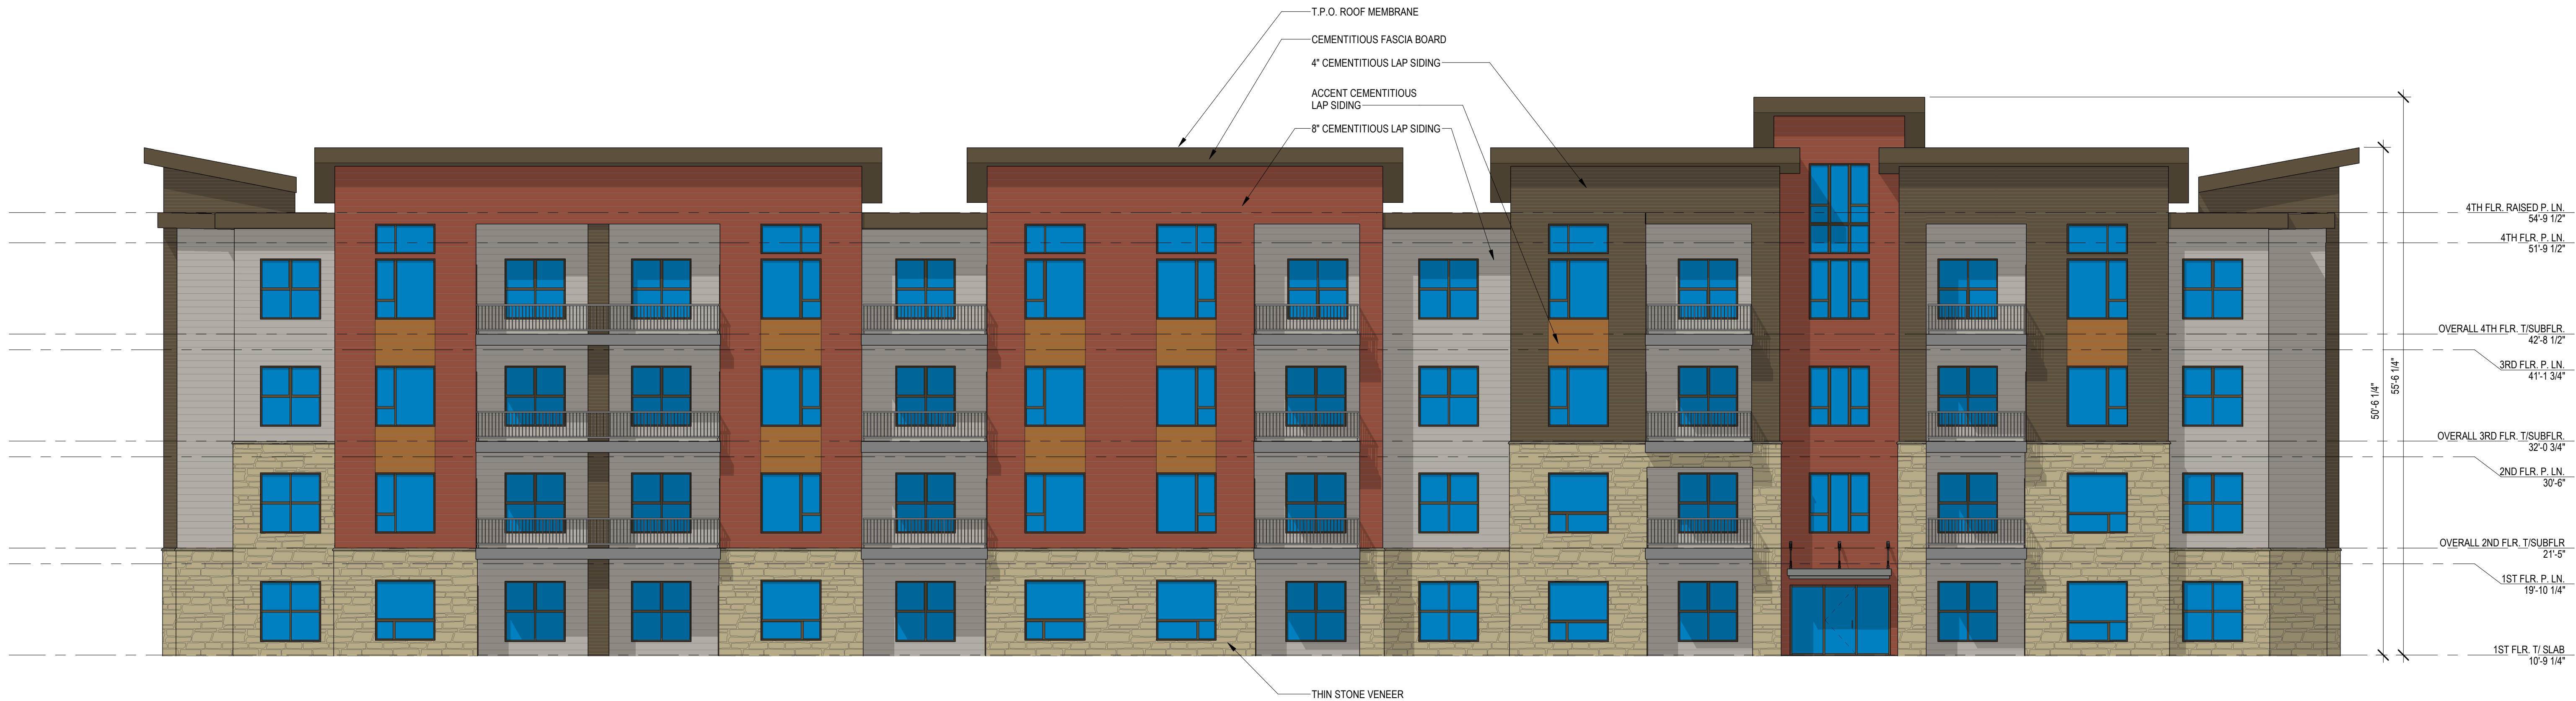 T.P.O. ROOF MEMBRANE
CEMENTITIOUS FASCIA BOARD
4" CEMENTITIOUS LAP SIDING
ACCENT CEMENTITIOUS
LAP SIDING
8" CEMENTITIOUS LAP SIDING
4TH FLR. RAISED P. LN.
54'-9 1/2"
4TH FLR. P. LN.
51'-9 1/2"
OVERALL 4TH FLR. T/SUBFLR.
42'-8 1/2"
3RD FLR. P. LN.
41'-1 3/4"
50'-6 1/4"
55'-6 1/4"
OVERALL 3RD FLR. T/SUBFLR.
32'-0 3/4"
2ND FLR. P. LN.
30'-6"
OVERALL 2ND FLR. T/SUBFLR
21'-5"
1ST FLR. P. LN.
19'-10 1/4"
1ST FLR. T/ SLAB
10'-9 1/4"
THIN STONE VENEER